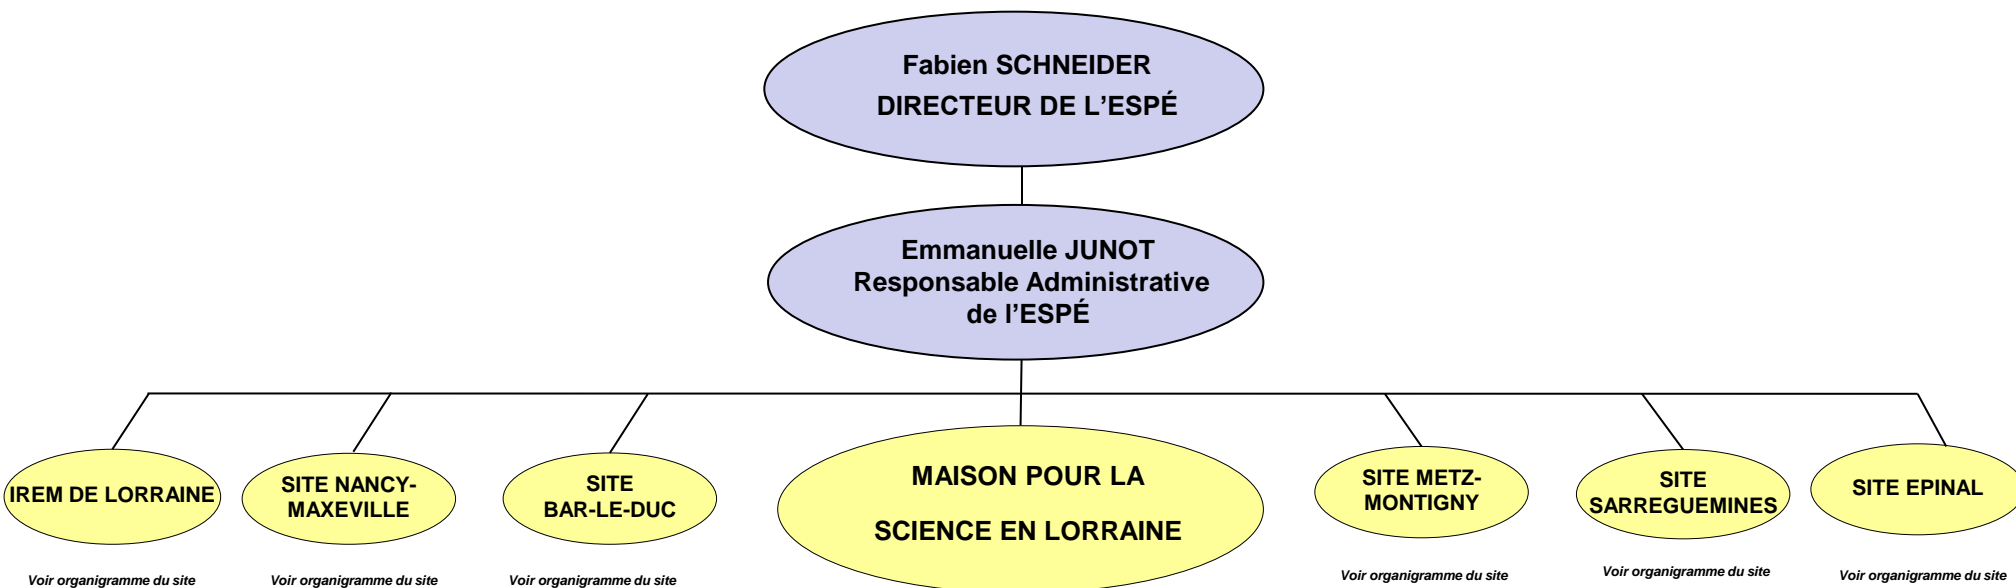 Fabien SCHNEIDER
DIRECTEUR DE L'ESPÉ
Emmanuelle JUNOT
Responsable Administrative
de l'ESPÉ
IREM DE LORRAINE
SITE NANCY-
MAXEVILLE
SITE
BAR-LE-DUC
MAISON POUR LA
SCIENCE EN LORRAINE
SITE METZ-
MONTIGNY
SITE
SARREGUEMINES
SITE EPINAL
Voir organigramme du site
Voir organigramme du site
Voir organigramme du site
Voir organigramme du site
Voir organigramme du site
Voir organigramme du site